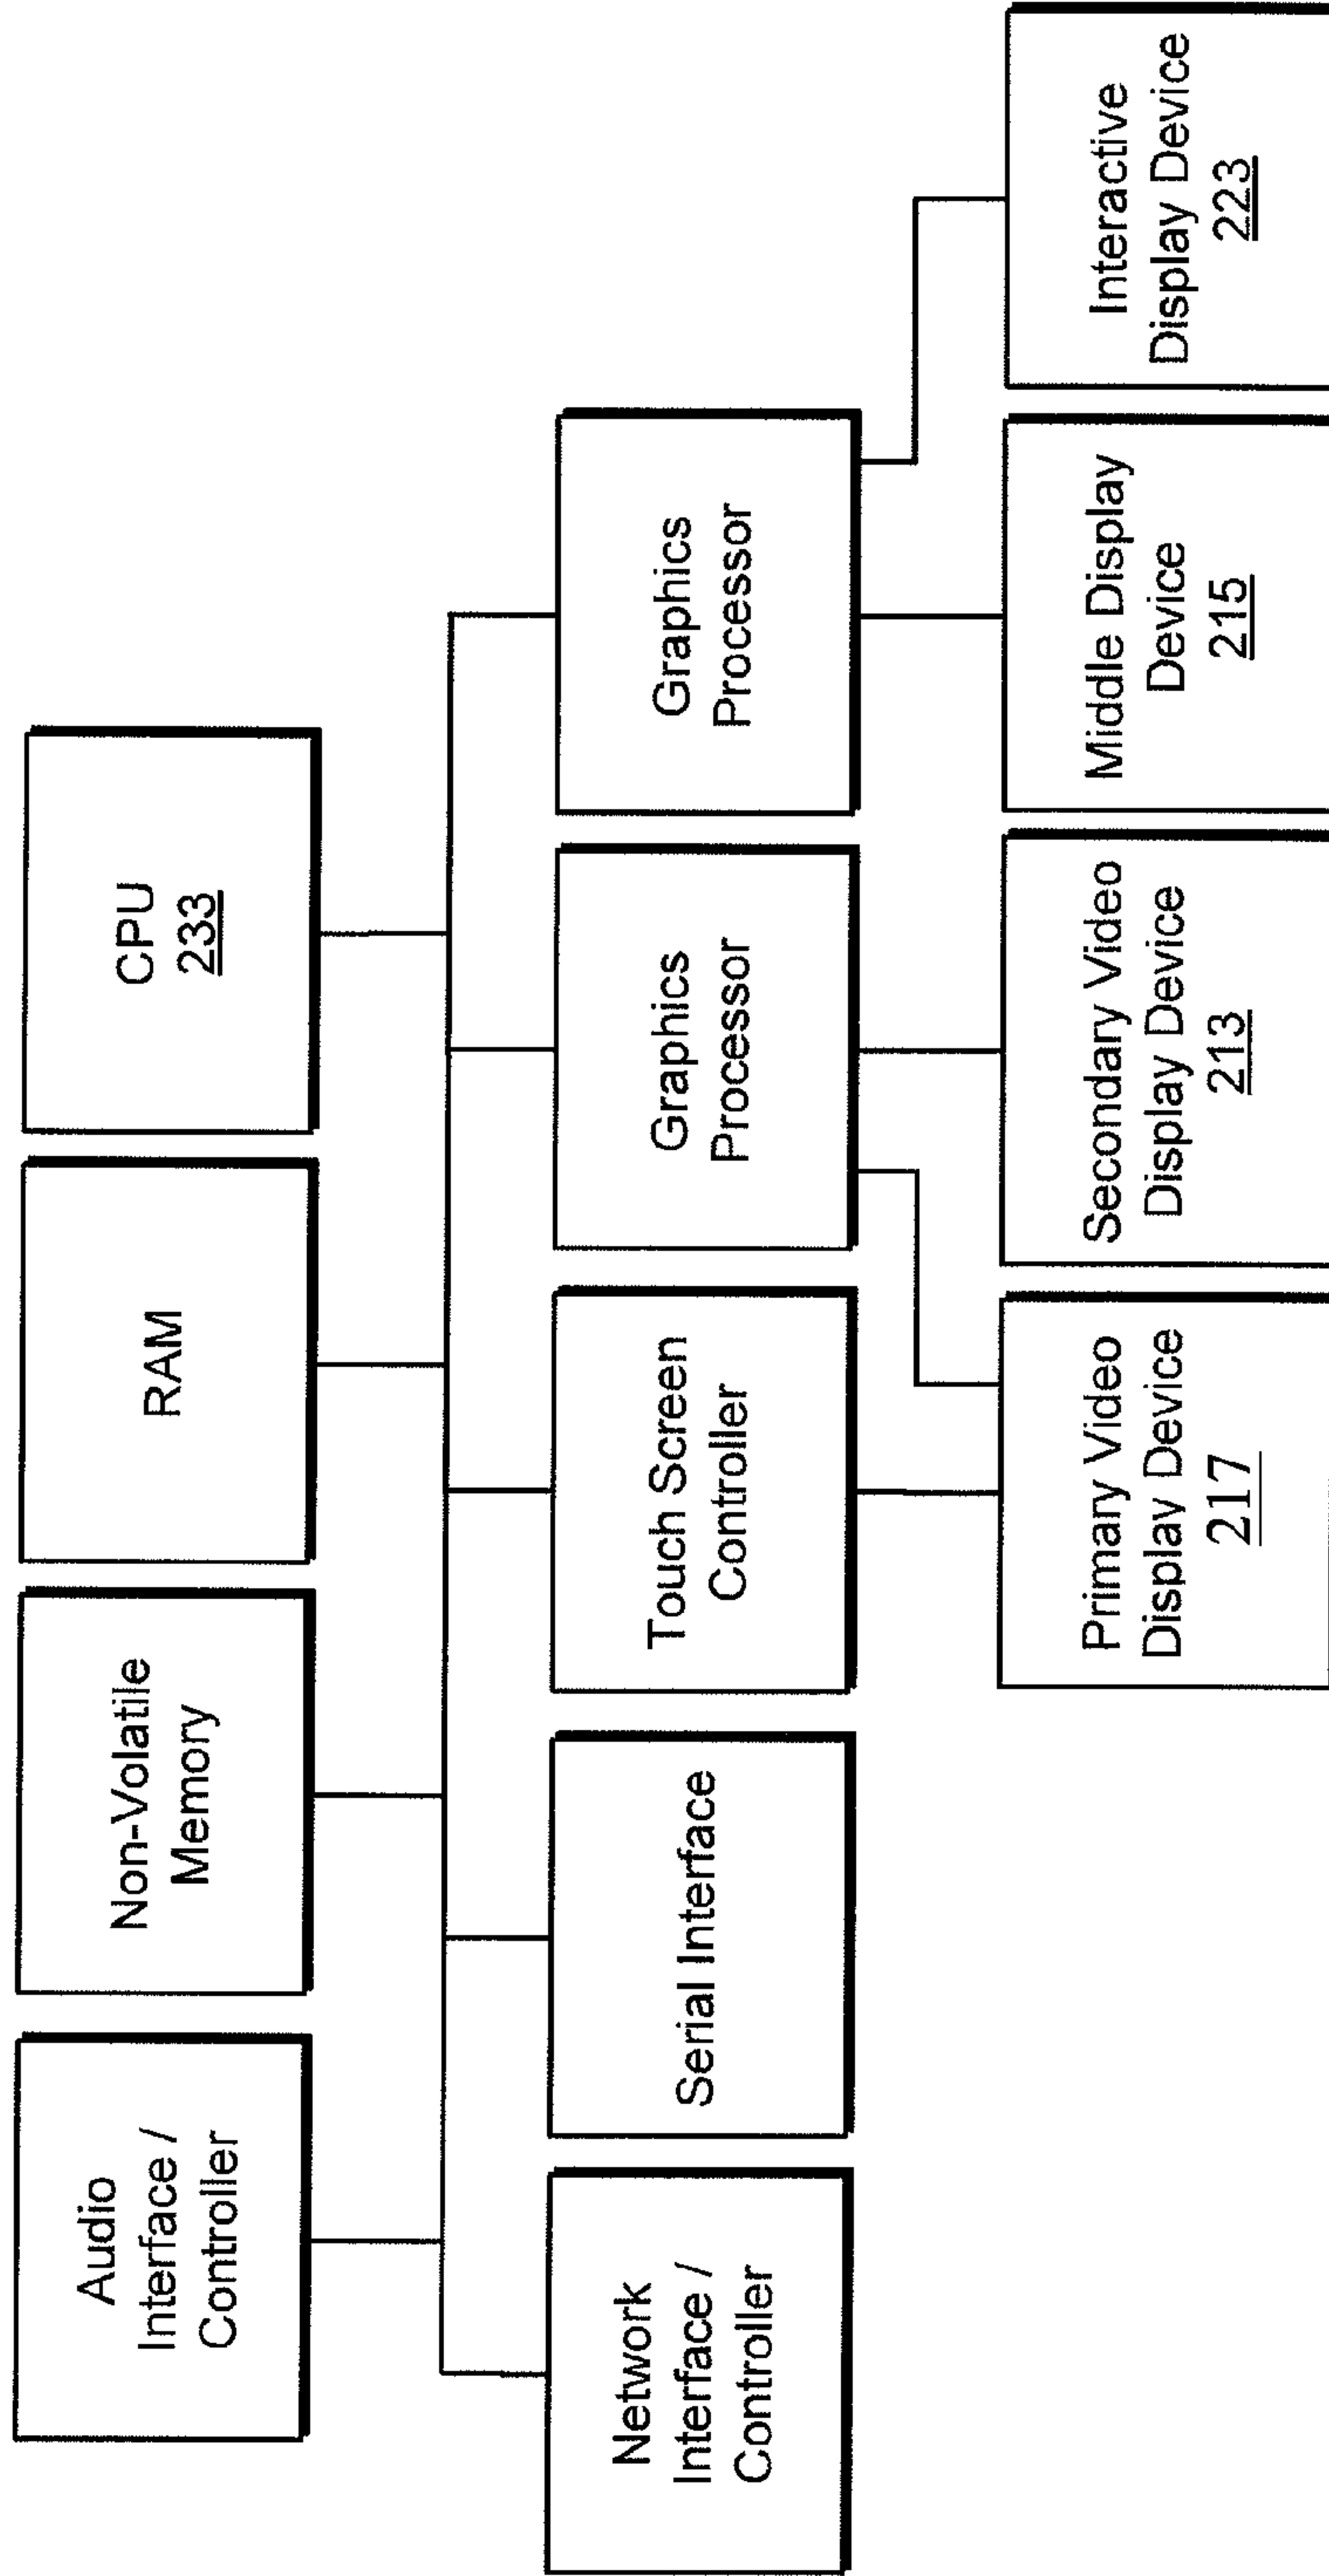 Audio
Interface /
Controller
Non-Volatile
Memory
RAM
CPU
233
Network
Interface /
Controller
Serial Interface
Touch Screen
Controller
Graphics
Processor
Graphics
Processor
Primary Video
Display Device
217
Secondary Video
Display Device
213
Middle Display
Device
215
Interactive
Display Device
223